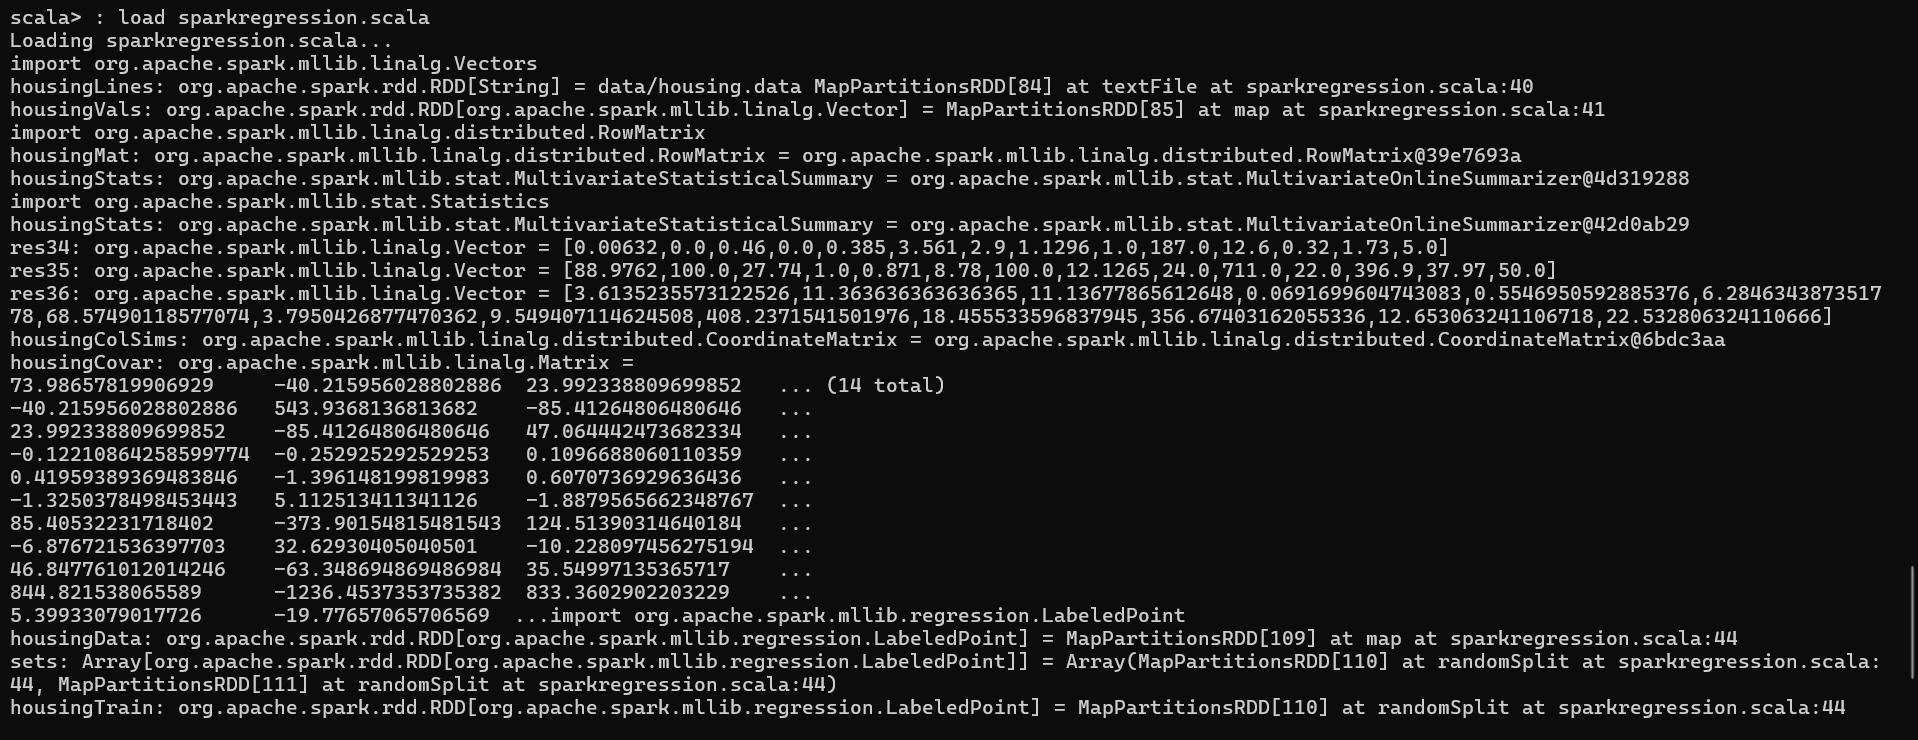 scala> : load sparkregression.scala
Loading sparkregression.scala...
import org.apache.spark.mllib.linalg.Vectors
housingLines: org.apache.spark.rdd.RDD[String] = data/housing.data MapPartitionsRDD[84] at textFile at sparkregression.scala:40
housingVals: org.apache.spark.rdd.RDD[org.apache.spark.mllib.linalg.Vector] = MapPartitionsRDD[85] at map at sparkregression.scala:41
import org.apache.spark.mllib.linalg.distributed.RowMatrix
housingMat: org.apache.spark.mllib.linalg.distributed.RowMatrix = org.apache.spark.mllib.linalg.distributed.RowMatrix@39e7693a
housingStats: org.apache.spark.mllib.stat.MultivariateStatisticalSummary = org.apache.spark.mllib.stat.MultivariateOnlineSummarizer@4d319288
import org.apache.spark.mllib.stat.Statistics
housingStats: org.apache.spark.mllib.stat.MultivariateStatisticalSummary = org.apache.spark.mllib.stat.MultivariateOnlineSummarizer@42d0ab29
res34: org.apache.spark.mllib.linalg.Vector = [0.00632,0.0,0.46,0.0,0.385,3.561,2.9,1.1296,1.0,187.0,12.6,0.32,1.73,5.0]
res35: org.apache.spark.mllib.linalg.Vector = [88.9762,100.0,27.74,1.0,0.871,8.78,100.0,12.1265,24.0,711.0,22.0,396.9,37.97,50.0]
res36: org.apache.spark.mllib.linalg.Vector = [3.6135235573122526,11.363636363636365,11.13677865612648,0.0691699604743083,0.5546950592885376,6.2846343873517
78,68.57490118577074,3.7950426877470362,9.549407114624508,408.2371541501976,18.455533596837945,356.67403162055336,12.653063241106718,22.532806324110666]
housingColSims: org.apache.spark.mllib.linalg.distributed.CoordinateMatrix = org.apache.spark.mllib.linalg.distributed.CoordinateMatrix@6bdc3aa
housingCovar: org.apache.spark.mllib.linalg.Matrix =
73.98657819906929     -40.215956028802886  23.992338809699852   ... (14 total)
-40.215956028802886   543.9368136813682    -85.41264806480646   ...
23.992338809699852    -85.41264806480646   47.064442473682334   ...
-0.122108642585​99774  -0.252925292529253   0.1096688060110359   ...
0.41959389369483846   -1.396148199819983   0.6070736929636436   ...
-1.3250378498453443   5.112513411341126    -1.8879565662348767  ...
85.40532231718402     -373.90154815481543  124.51390314640184   ...
-6.876721536397703    32.62930405040501    -10.228097456275194  ...
46.847761012014246    -63.348694869486984  35.54997135365717    ...
844.821538065589      -1236.4537353735382  833.3602902203229    ...
5.39933079017726      -19.77657065706569  ...import org.apache.spark.mllib.regression.LabeledPoint
housingData: org.apache.spark.rdd.RDD[org.apache.spark.mllib.regression.LabeledPoint] = MapPartitionsRDD[109] at map at sparkregression.scala:44
sets: Array[org.apache.spark.rdd.RDD[org.apache.spark.mllib.regression.LabeledPoint]] = Array(MapPartitionsRDD[110] at randomSplit at sparkregression.scala:
44, MapPartitionsRDD[111] at randomSplit at sparkregression.scala:44)
housingTrain: org.apache.spark.rdd.RDD[org.apache.spark.mllib.regression.LabeledPoint] = MapPartitionsRDD[110] at randomSplit at sparkregression.scala:44